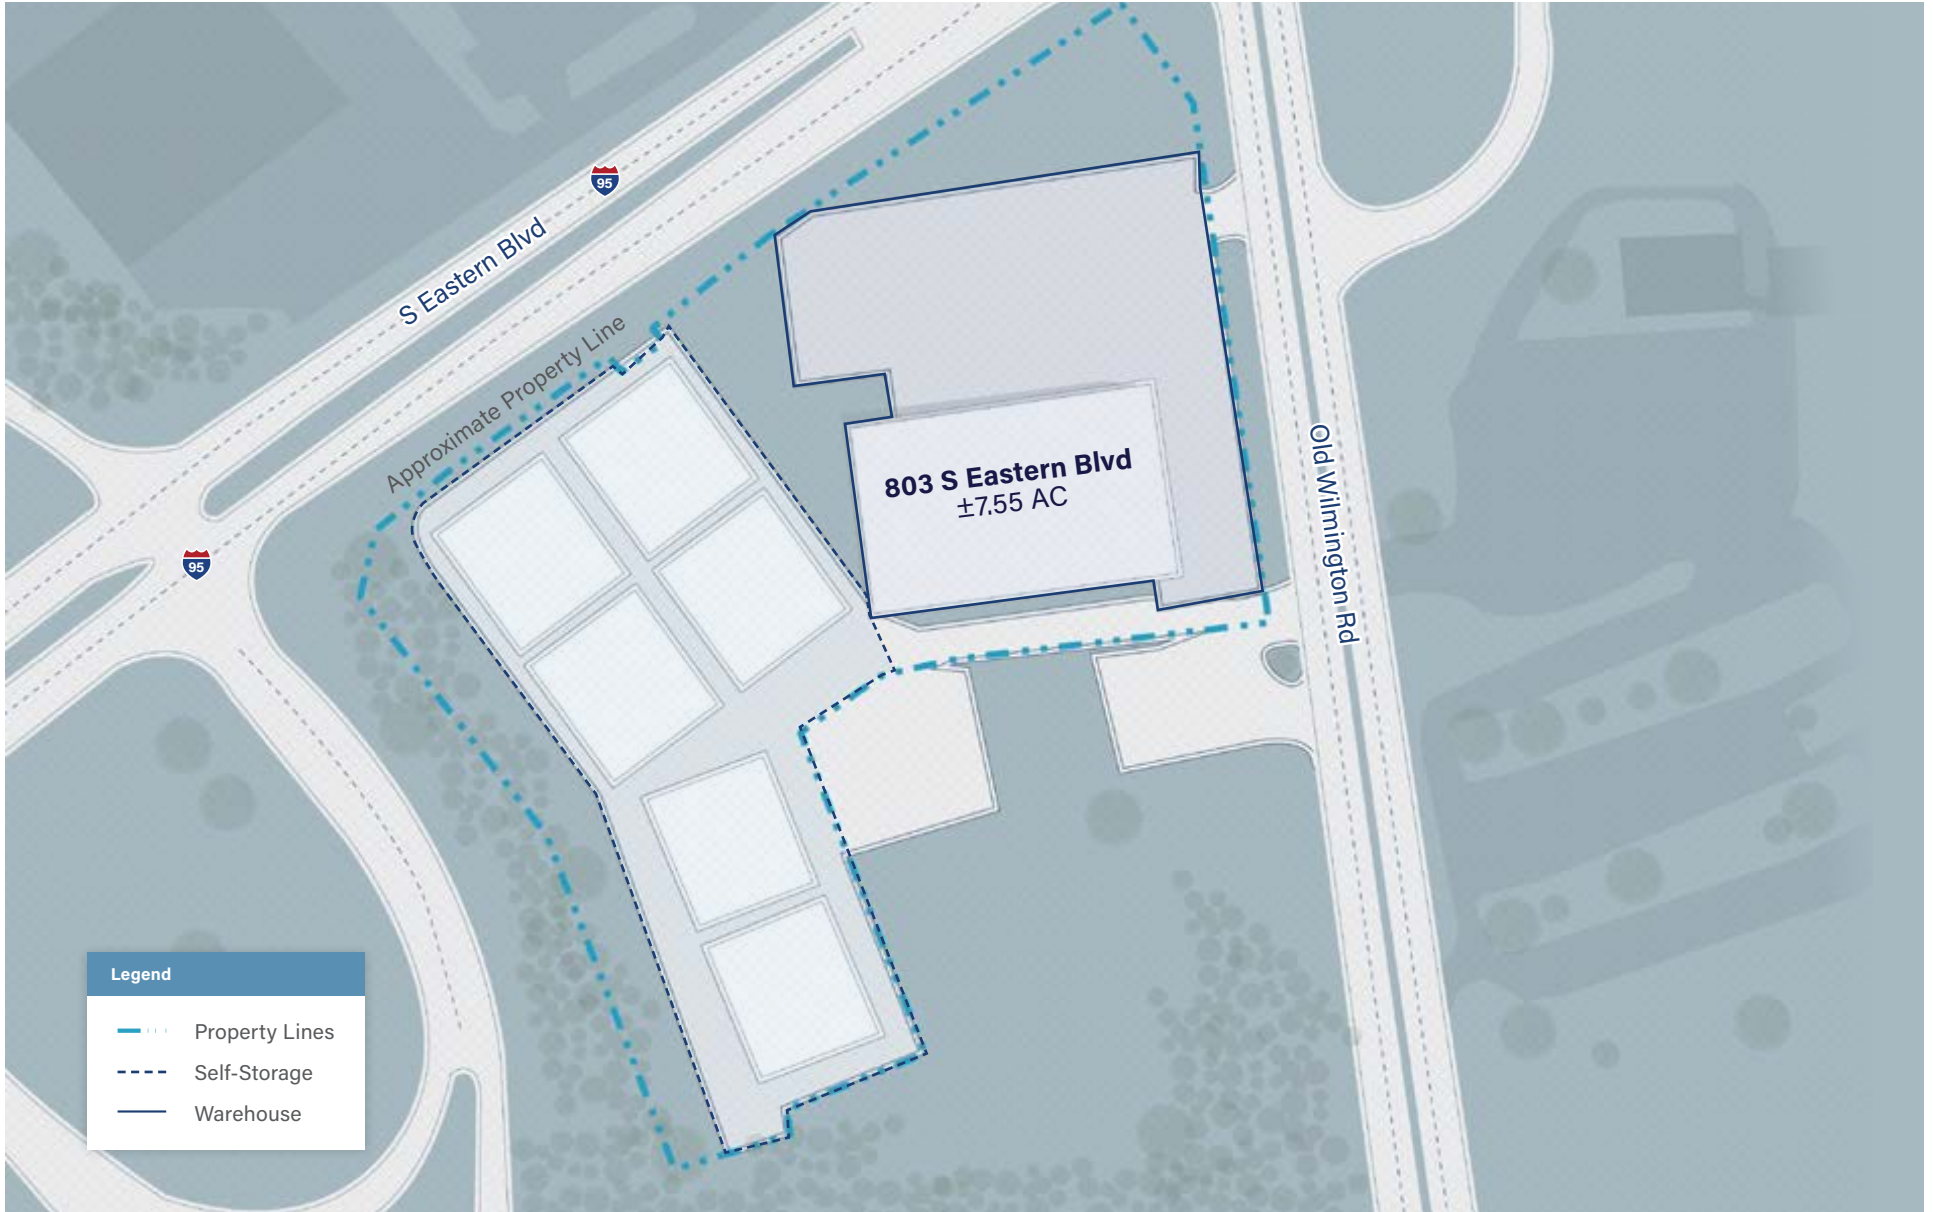 95
S Eastern Blvd
Approximate Property Line
803 S Eastern Blvd
±7.55 AC
Old Wilmington Rd
95
Legend
Property Lines
Self-Storage
Warehouse